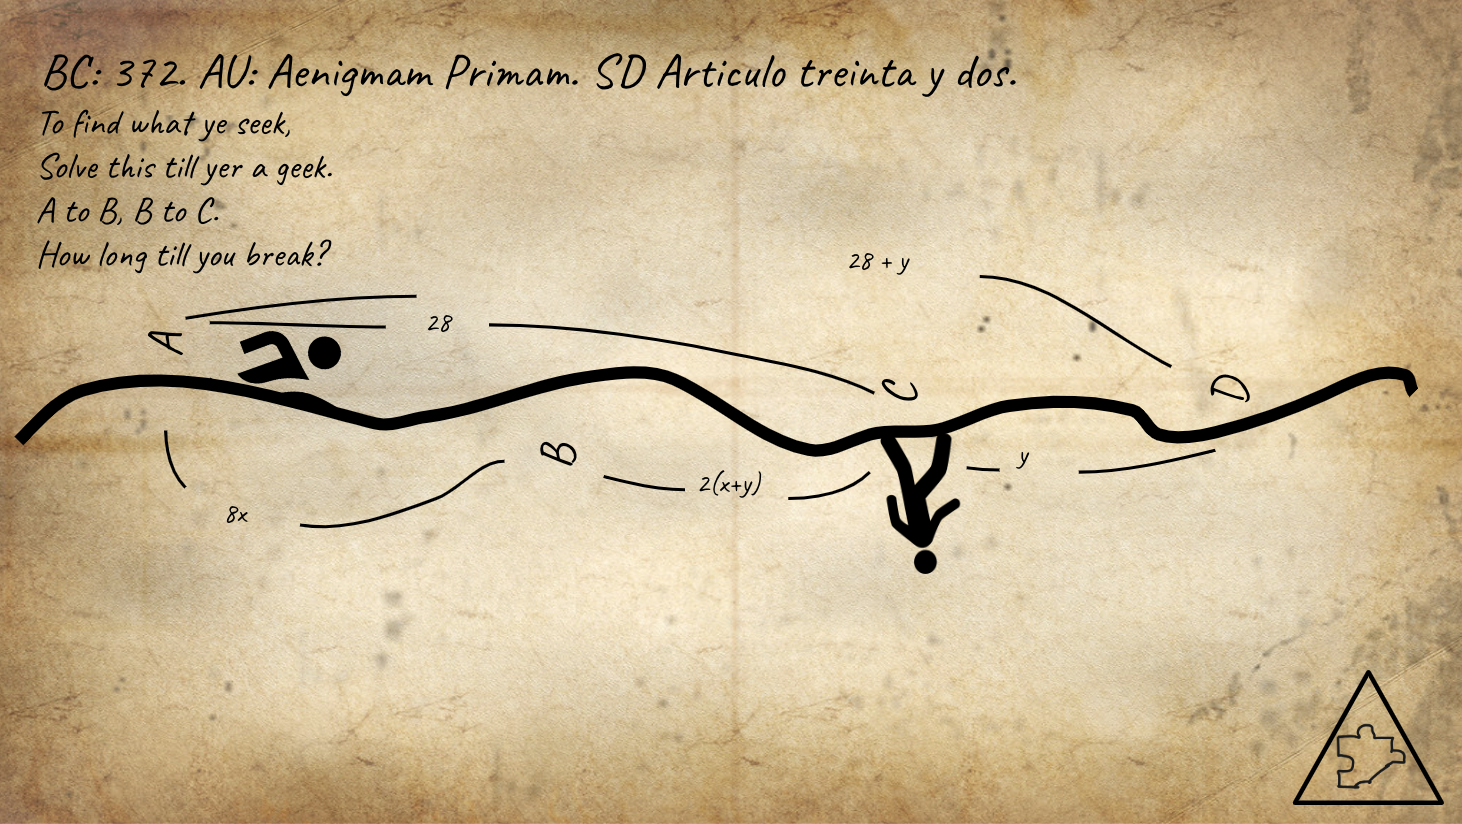 BC: 372. AU: Aenigmam Primam. SD Articulo treinta y dos.
To find what ye seek,
Solve this till yer a geek.
A to B, B to C.
How long till you break?
28 + y
A
28
C
D
B
2(x+y)
y
8x